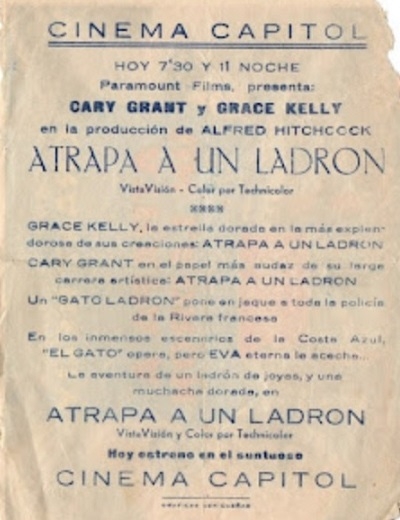 CINEMA CAPITOL
HOY 7'30 Y 11 NOCHE
Paramount Films, presenta:
CARY GRANT y GRACE KELLY
en la producción de ALFRED HITCHCOCK
ATRAPA A UN LADRON
VistaVisión - Color por Technicolor
GRACE KELLY, la estrella dorada en la más esplen-
dorosa de sus creaciones: ATRAPA A UN LADRON
CARY GRANT en el papel más audaz de su larga
carrera artística: ATRAPA A UN LADRON
Un "GATO LADRON" pone en jaque a toda la policía
de la Rivera francesa
En los inmensos escenarios de la Costa Azul,
"EL GATO" opera, pero EVA eterna le acecha...
La aventura de un ladrón de joyas, y una
muchacha dorada, en
ATRAPA A UN LADRON
VistaVisión y Color por Technicolor
Hoy estreno en el suntuoso
CINEMA CAPITOL